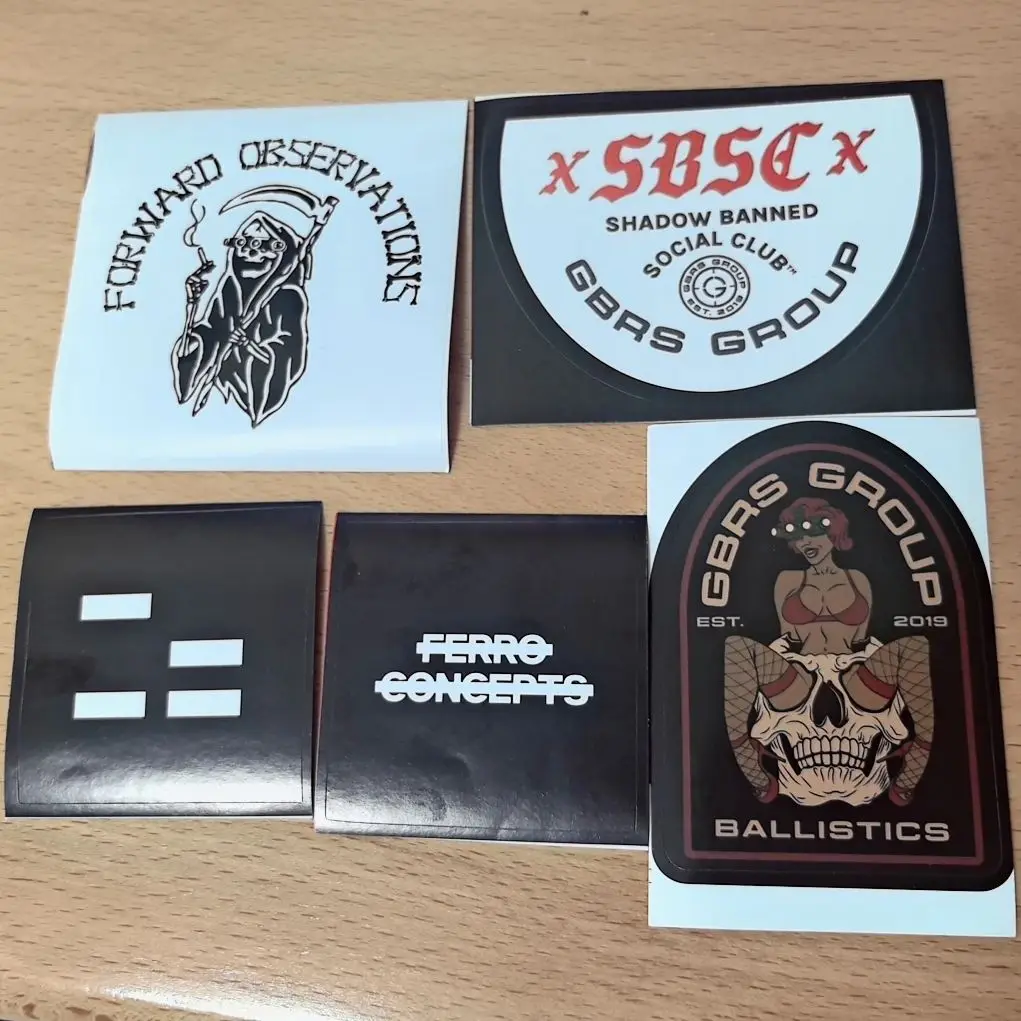 FORWARD OBSERVATIONS
x SBSC x
SHADOW BANNED
SOCIAL CLUB™
GBRS GROUP
EST. 2019
GBRS GROUP
FERRO
CONCEPTS
GBRS GROUP
EST. 2019
BALLISTICS